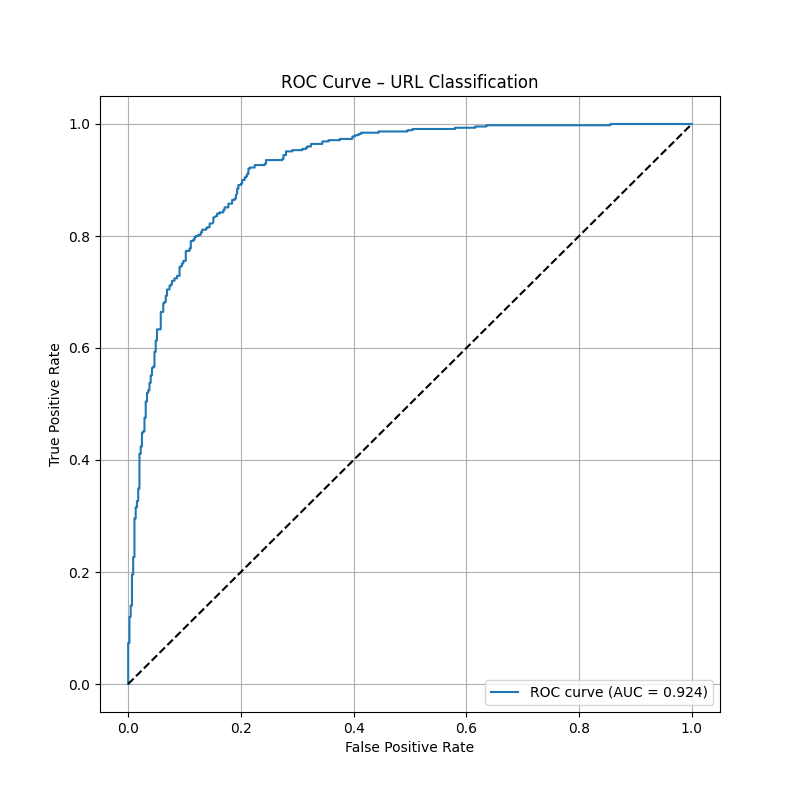 ROC Curve – URL Classification
True Positive Rate
1.0
0.8
0.6
0.4
0.2
0.0
ROC curve (AUC = 0.924)
0.0 0.2 0.4 0.6 0.8 1.0
False Positive Rate